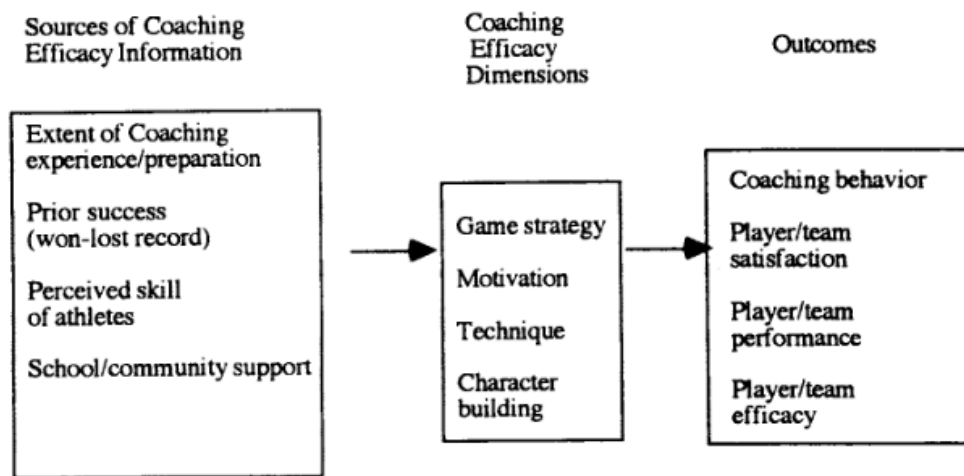 Sources of Coaching
Efficacy Information
Coaching
Efficacy
Dimensions
Outcomes
Extent of Coaching
experience/preparation
Prior success
(won-lost record)
Perceived skill
of athletes
School/community support
Game strategy
Motivation
Technique
Character
building
Coaching behavior
Player/team
satisfaction
Player/team
performance
Player/team
efficacy